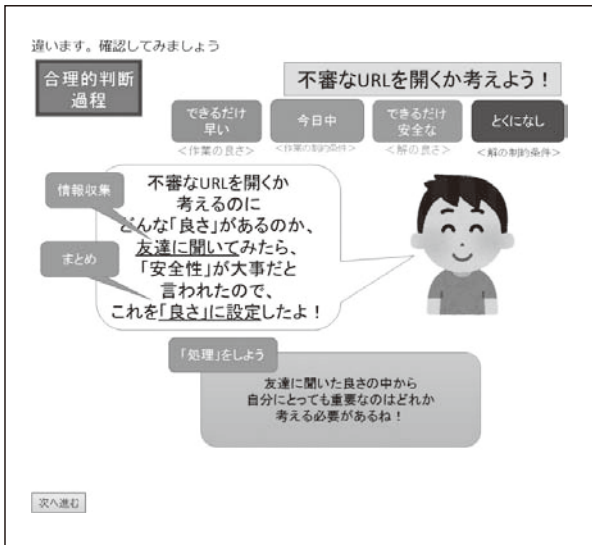 違います。確認してみましょう
合理的判断
過程
不審なURLを開くか考えよう！
できるだけ
早い
今日中
できるだけ
安全な
とくになし
＜作業の良さ＞
＜作業の制約条件＞
＜解の良さ＞
＜解の制約条件＞
情報収集
まとめ
不審なURLを開くか
考えるのに
どんな「良さ」があるのか、
友達に聞いてみたら、
「安全性」が大事だと
言われたので、
これを「良さ」に設定したよ！
「処理」をしよう
友達に聞いた良さの中から
自分にとっても重要なのはどれか
考える必要があるね！
次へ進む